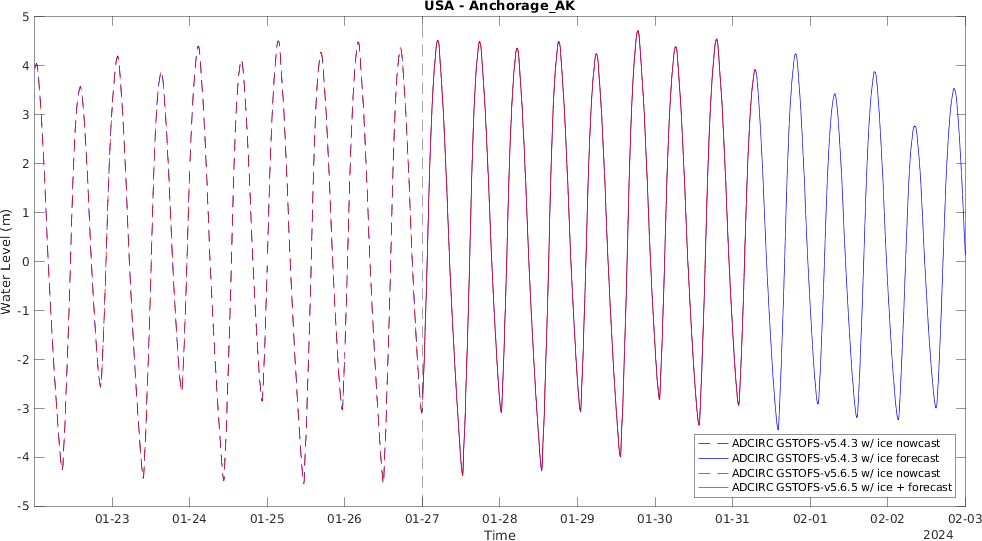 USA - Anchorage_AK
5
4
3
2
1
0
-1
-2
-3
-4
-5
Water Level (m)
ADCIRC GSTOFS-v5.4.3 w/ ice nowcast
ADCIRC GSTOFS-v5.4.3 w/ ice forecast
ADCIRC GSTOFS-v5.6.5 w/ ice nowcast
ADCIRC GSTOFS-v5.6.5 w/ ice + forecast
01-23 01-24 01-25 01-26 01-27 01-28 01-29 01-30 01-31 02-01 02-02 02-03
Time
2024